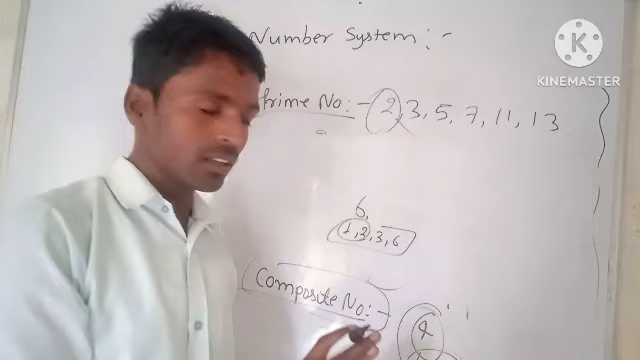 Number System:-
K
KINEMASTER
Prime No:- 2, 3, 5, 7, 11, 13
6,
1, 2, 3, 6
Composite No:-
4